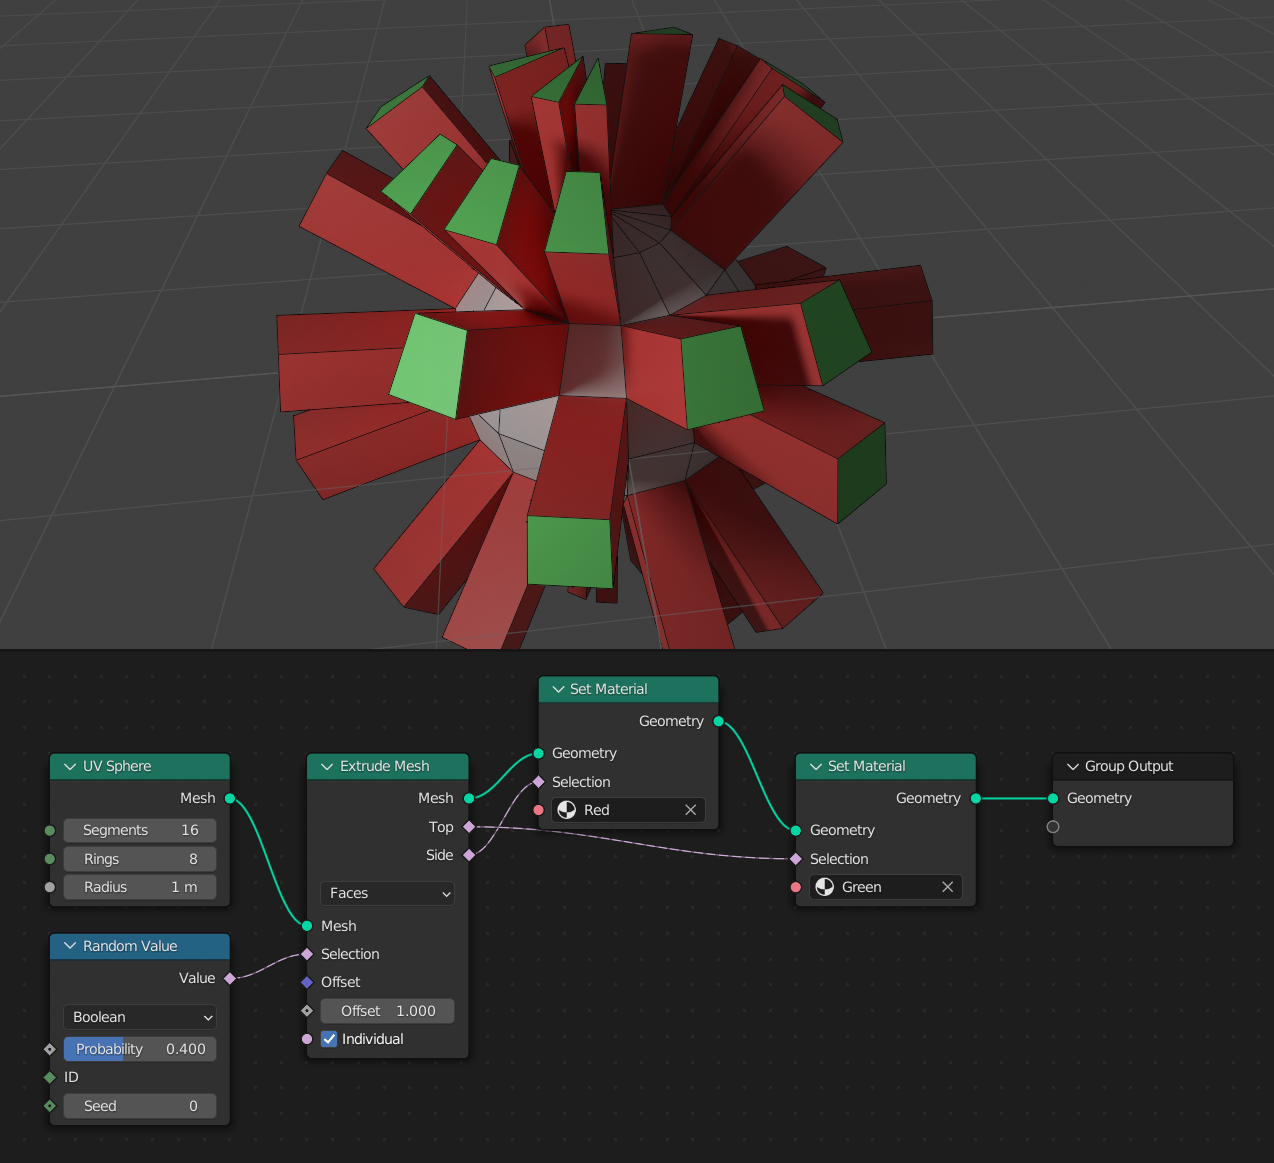 Set Material
Geometry
Geometry
Selection
Red
UV Sphere
Mesh
Segments 16
Rings 8
Radius 1 m
Extrude Mesh
Mesh
Top
Side
Faces
Mesh
Selection
Offset
Offset 1.000
Individual
Set Material
Geometry
Geometry
Selection
Green
Group Output
Geometry
Random Value
Value
Boolean
Probability 0.400
ID
Seed 0